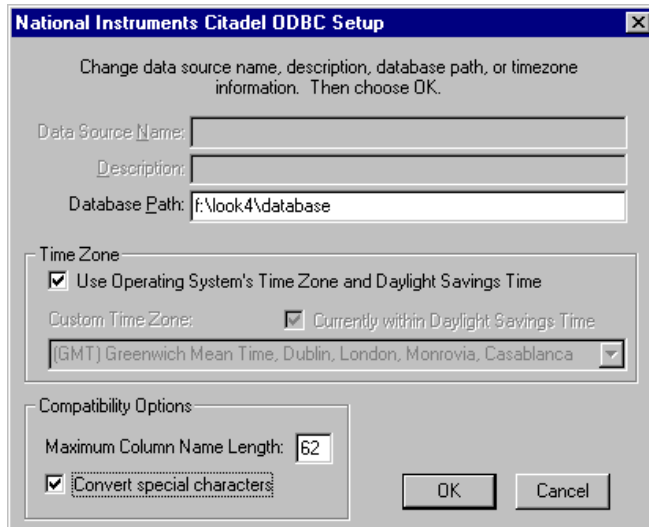 National Instruments Citadel ODBC Setup
Change data source name, description, database path, or timezone
information. Then choose OK.
Data Source Name:
Description:
Database Path: f:\look4\database
Time Zone
Use Operating System's Time Zone and Daylight Savings Time
Custom Time Zone: Currently within Daylight Savings Time
(GMT) Greenwich Mean Time, Dublin, London, Monrovia, Casablanca
Compatibility Options
Maximum Column Name Length: 62
Convert special characters
OK Cancel